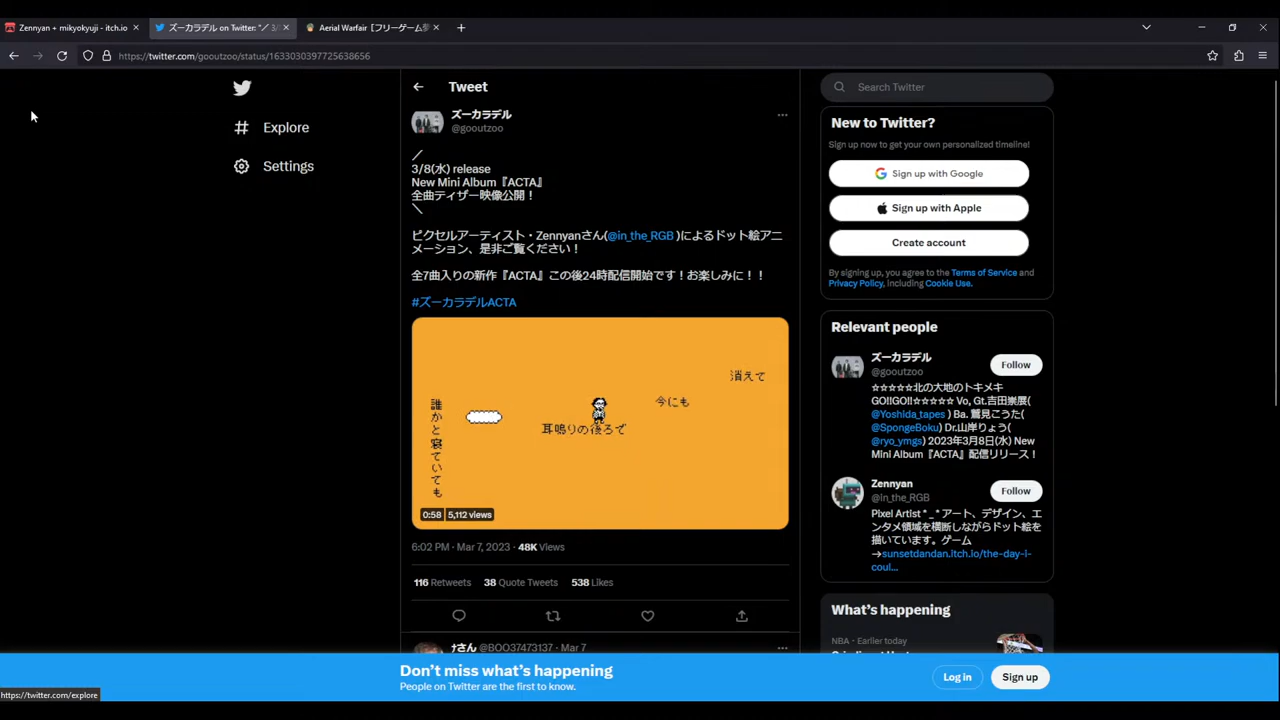 Zennyan + mikyokyuji - itch.io
ズーカラデル on Twitter: "／ 3/
Aerial Warfair［フリーゲーム
https://twitter.com/gooutzoo/status/1633030397725638656
Explore
Settings
Tweet
ズーカラデル
@gooutzoo
／
3/8(水) release
New Mini Album『ACTA』
全曲ティザー映像公開！
＼
ピクセルアーティスト・Zennyanさん(@in_the_RGB )によるドット絵アニ
メーション、是非ご覧ください！
全7曲入りの新作『ACTA』この後24時配信開始です！お楽しみに！！
#ズーカラデルACTA
消えて
今にも
耳鳴りの後ろで
誰かと寝ていても
0:58
5,112 views
6:02 PM · Mar 7, 2023 · 48K Views
116 Retweets
38 Quote Tweets
538 Likes
@BOO37473137 · Mar 7
Search Twitter
New to Twitter?
Sign up now to get your own personalized timeline!
Sign up with Google
Sign up with Apple
Create account
By signing up, you agree to the Terms of Service and
Privacy Policy, including Cookie Use.
Relevant people
ズーカラデル
@gooutzoo
Follow
☆☆☆☆☆北の大地のトキメキ
GO!!GO!!☆☆☆☆☆ Vo, Gt.吉田崇展(
@Yoshida_tapes ) Ba. 鷲見こうた(
@SpongeBoku ) Dr.山岸りょう(
@ryo_ymgs ) 2023年3月8日(水) New
Mini Album『ACTA』配信リリース！
Zennyan
@in_the_RGB
Follow
Pixel Artist * _ * アート、デザイン、エ
ンタメ領域を横断しながらドット絵を
描いています。ゲーム
→sunsetdandan.itch.io/the-day-i-
coul...
What's happening
NBA · Earlier today
Don't miss what's happening
People on Twitter are the first to know.
Log in
Sign up
https://twitter.com/explore